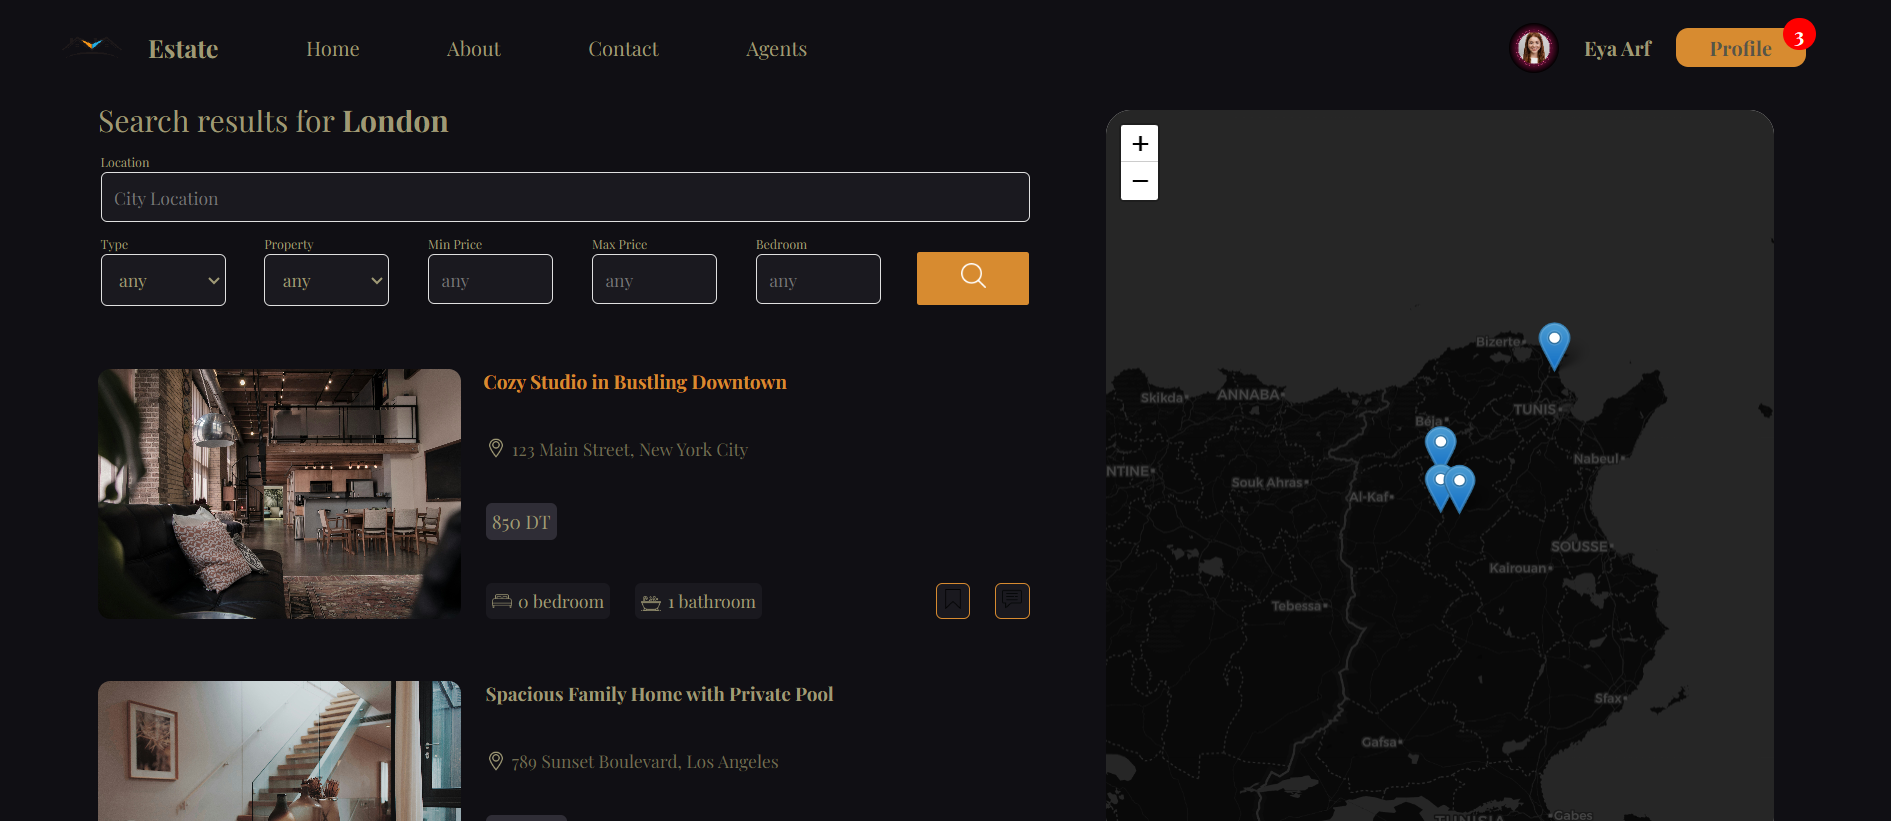 Estate
Home
About
Contact
Agents
Eya Arf
Profile
3
Search results for London
Location
City Location
Type
Property
Min Price
Max Price
Bedroom
any
any
any
any
any
Cozy Studio in Bustling Downtown
123 Main Street, New York City
850 DT
0 bedroom
1 bathroom
Spacious Family Home with Private Pool
789 Sunset Boulevard, Los Angeles
+
−
Bizerte
Skikda
ANNABA
TUNIS
Béja
NTINE
Nabeul
Souk Ahras
Al-Kaf
SOUSSE
Kairouan
Tebessa
Sfax
Gafsa
TUNISIA
Gabes